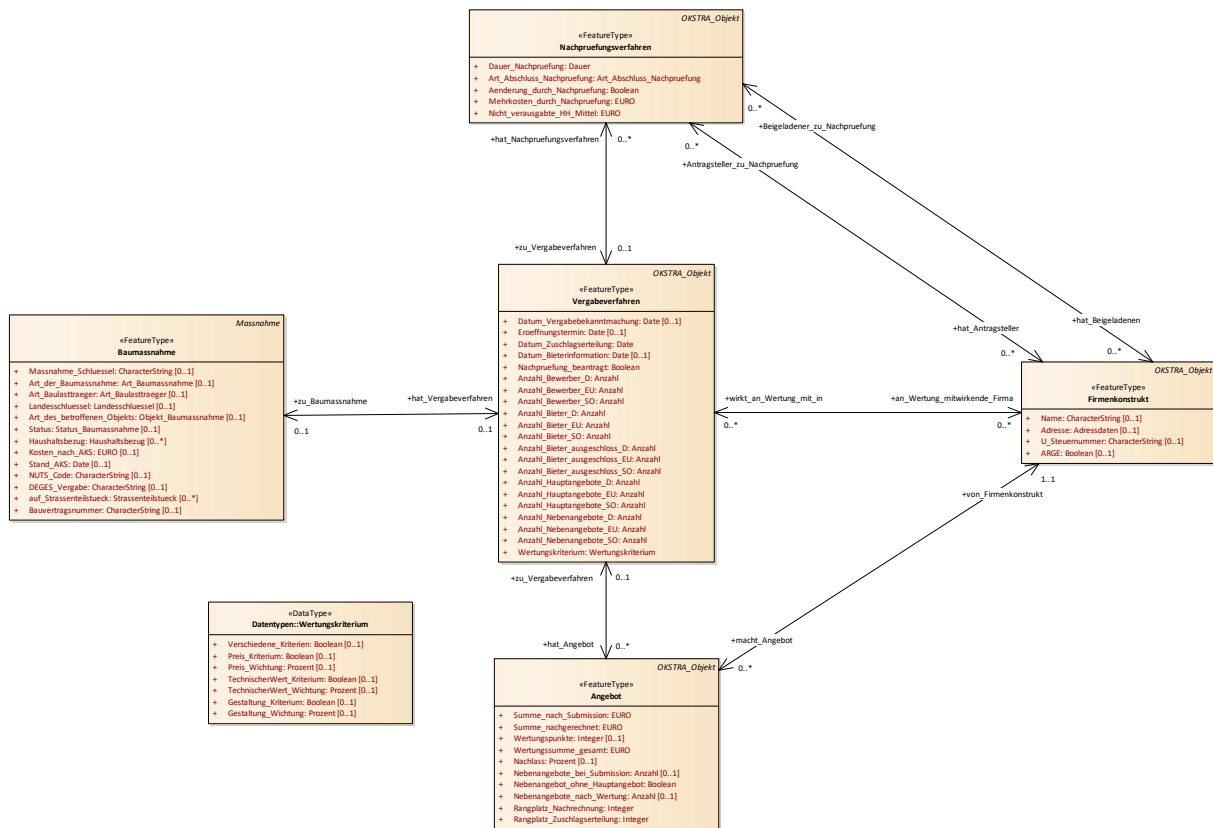 OKSTRA_Objekt
«FeatureType»
Nachpruefungsverfahren
+ Dauer_Nachpruefung: Dauer
+ Art_Abschluss_Nachpruefung: Art_Abschluss_Nachpruefung
+ Aenderung_durch_Nachpruefung: Boolean
+ Mehrkosten_durch_Nachpruefung: EURO
+ Nicht_verausgabte_HH_Mittel: EURO
+hat_Nachpruefungsverfahren
0..*
0..*
+Antragsteller_zu_Nachpruefung
0..*
+Beigeladener_zu_Nachpruefung
+zu_Vergabeverfahren
0..1
OKSTRA_Objekt
«FeatureType»
Vergabeverfahren
+ Datum_Vergabebekanntmachung: Date [0..1]
+ Eroeffnungstermin: Date [0..1]
+ Datum_Zuschlagserteilung: Date
+ Datum_Bieterinformation: Date [0..1]
+ Nachpruefung_beantragt: Boolean
+ Anzahl_Bewerber_D: Anzahl
+ Anzahl_Bewerber_EU: Anzahl
+ Anzahl_Bewerber_SO: Anzahl
+ Anzahl_Bieter_D: Anzahl
+ Anzahl_Bieter_EU: Anzahl
+ Anzahl_Bieter_SO: Anzahl
+ Anzahl_Bieter_ausgeschloss_D: Anzahl
+ Anzahl_Bieter_ausgeschloss_EU: Anzahl
+ Anzahl_Bieter_ausgeschloss_SO: Anzahl
+ Anzahl_Hauptangebote_D: Anzahl
+ Anzahl_Hauptangebote_EU: Anzahl
+ Anzahl_Hauptangebote_SO: Anzahl
+ Anzahl_Nebenangebote_D: Anzahl
+ Anzahl_Nebenangebote_EU: Anzahl
+ Anzahl_Nebenangebote_SO: Anzahl
+ Wertungskriterium: Wertungskriterium
Massnahme
«FeatureType»
Baumassnahme
+ Massnahme_Schluessel: CharacterString [0..1]
+ Art_der_Baumassnahme: Art_Baumassnahme [0..1]
+ Art_Baulasttraeger: Art_Baulasttraeger [0..1]
+ Landesschluessel: Landesschluessel [0..1]
+ Art_des_betroffenen_Objekts: Objekt_Baumassnahme [0..1]
+ Status: Status_Baumassnahme [0..1]
+ Haushaltsbezug: Haushaltsbezug [0..*]
+ Kosten_nach_AKS: EURO [0..1]
+ Stand_AKS: Date [0..1]
+ NUTS_Code: CharacterString [0..1]
+ DEGES_Vergabe: CharacterString [0..1]
+ auf_Strassenteilstueck: Strassenteilstueck [0..*]
+ Bauvertragsnummer: CharacterString [0..1]
+zu_Baumassnahme
0..1
+hat_Vergabeverfahren
0..1
+wirkt_an_Wertung_mit_in
0..*
+an_Wertung_mitwirkende_Firma
0..*
+hat_Antragsteller
0..*
+hat_Beigeladenen
0..*
OKSTRA_Objekt
«FeatureType»
Firmenkonstrukt
+ Name: CharacterString [0..1]
+ Adresse: Adressdaten [0..1]
+ U_Steuernummer: CharacterString [0..1]
+ ARGE: Boolean [0..1]
1..1
+von_Firmenkonstrukt
+zu_Vergabeverfahren
0..1
+hat_Angebot
0..*
+macht_Angebot
0..*
«DataType»
Datentypen::Wertungskriterium
+ Verschiedene_Kriterien: Boolean [0..1]
+ Preis_Kriterium: Boolean [0..1]
+ Preis_Wichtung: Prozent [0..1]
+ TechnischerWert_Kriterium: Boolean [0..1]
+ TechnischerWert_Wichtung: Prozent [0..1]
+ Gestaltung_Kriterium: Boolean [0..1]
+ Gestaltung_Wichtung: Prozent [0..1]
OKSTRA_Objekt
«FeatureType»
Angebot
+ Summe_nach_Submission: EURO
+ Summe_nachgerechnet: EURO
+ Wertungspunkte: Integer [0..1]
+ Wertungssumme_gesamt: EURO
+ Nachlass: Prozent [0..1]
+ Nebenangebote_bei_Submission: Anzahl [0..1]
+ Nebenangebot_ohne_Hauptangebot: Boolean
+ Nebenangebote_nach_Wertung: Anzahl [0..1]
+ Rangplatz_Nachrechnung: Integer
+ Rangplatz_Zuschlagserteilung: Integer